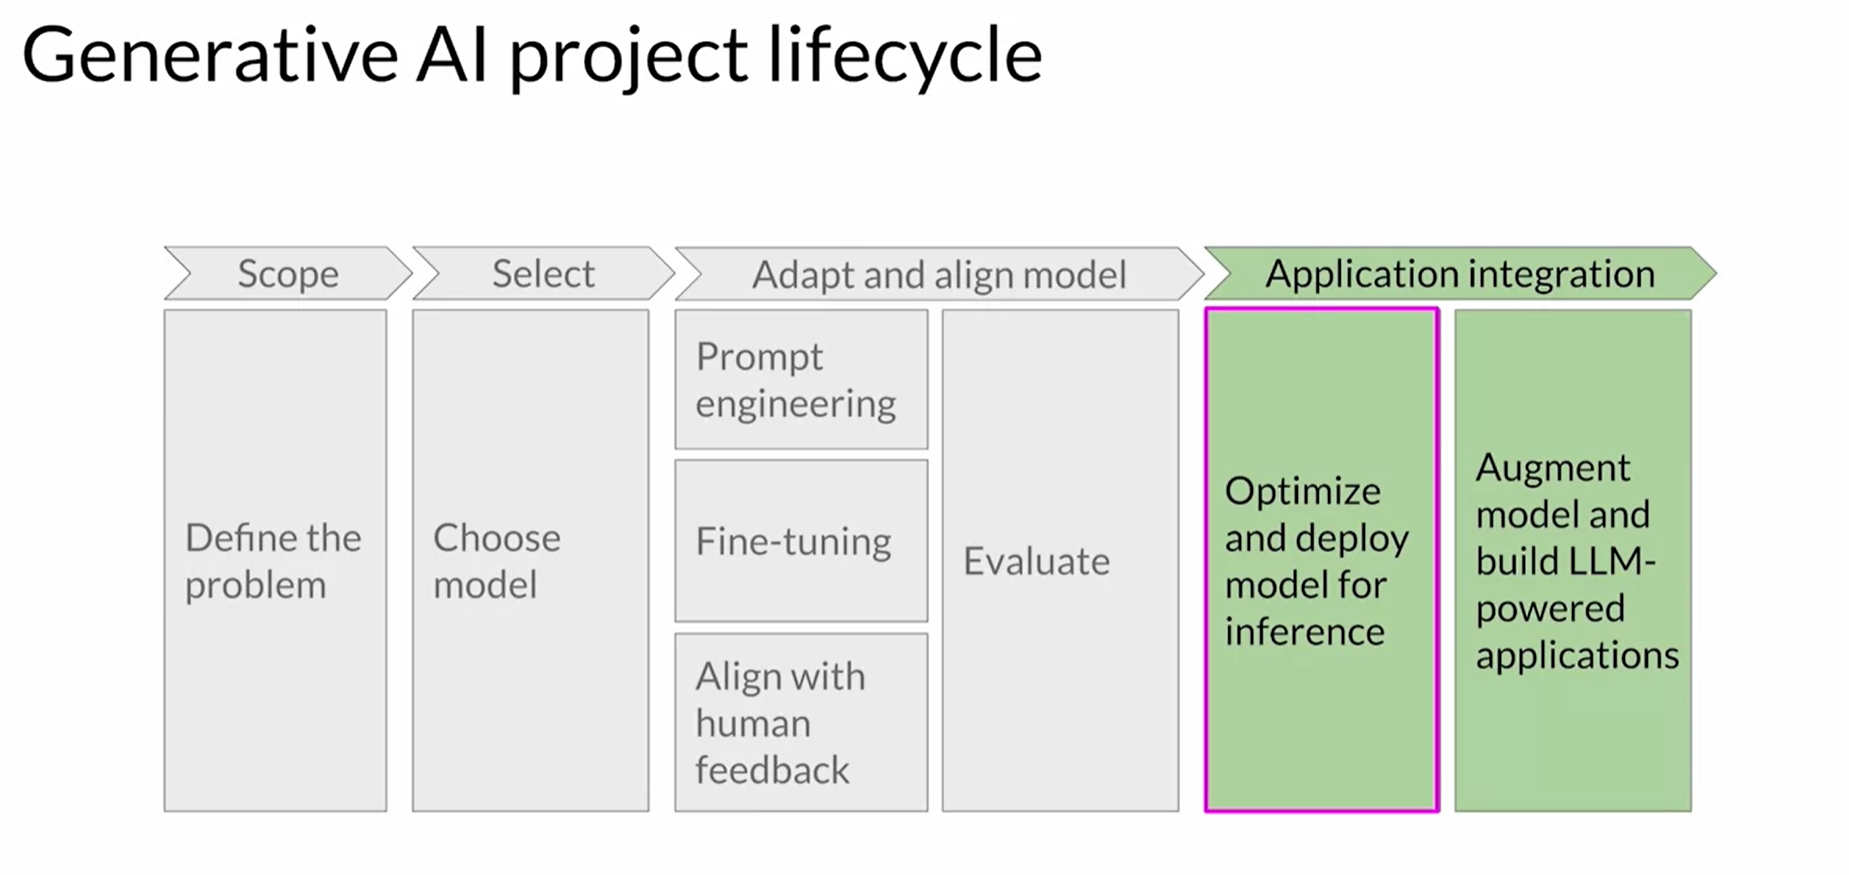 Generative AI project lifecycle
Scope
Select
Adapt and align model
Application integration
Define the
problem
Choose
model
Prompt
engineering
Fine-tuning
Align with
human
feedback
Evaluate
Optimize
and deploy
model for
inference
Augment
model and
build LLM-
powered
applications